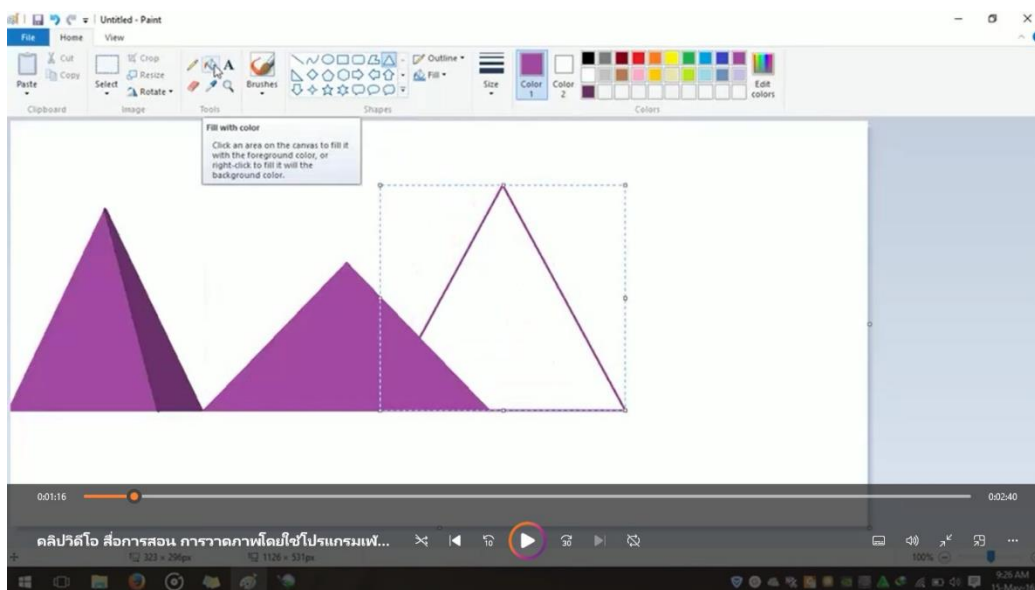 Untitled - Paint
File Home View
Paste
Cut
Copy
Clipboard
Select
Crop
Resize
Rotate
Image
A
Tools
Brushes
Outline
Fill
Shapes
Size
Color 1
Color 2
Edit colors
Colors
Fill with color
Click an area on the canvas to fill it
with the foreground color, or
right-click to fill it will the
background color.
0:01:16
0:02:40
คลิปวิดีโอ สื่อการสอน การวาดภาพโดยใช้โปรแกรมเพ้...
10
30
323 × 296px
1126 × 531px
100%
9:26 AM